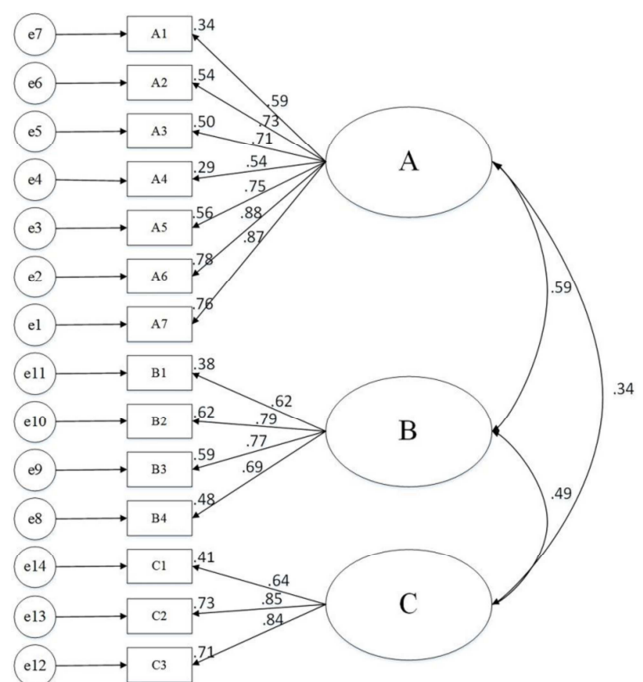 e7 A1 .34
.59
e6 A2 .54
.73
e5 A3 .50
.71
A
e4 A4 .29
.54
.75
e3 A5 .56
.88
.87
e2 A6 .78
.59
e1 A7 .76
e11 B1 .38
.34
.62
e10 B2 .62
.79
B
.77
e9 B3 .59
.69
.49
e8 B4 .48
e14 C1 .41
.64
.85
C
e13 C2 .73
.84
e12 C3 .71